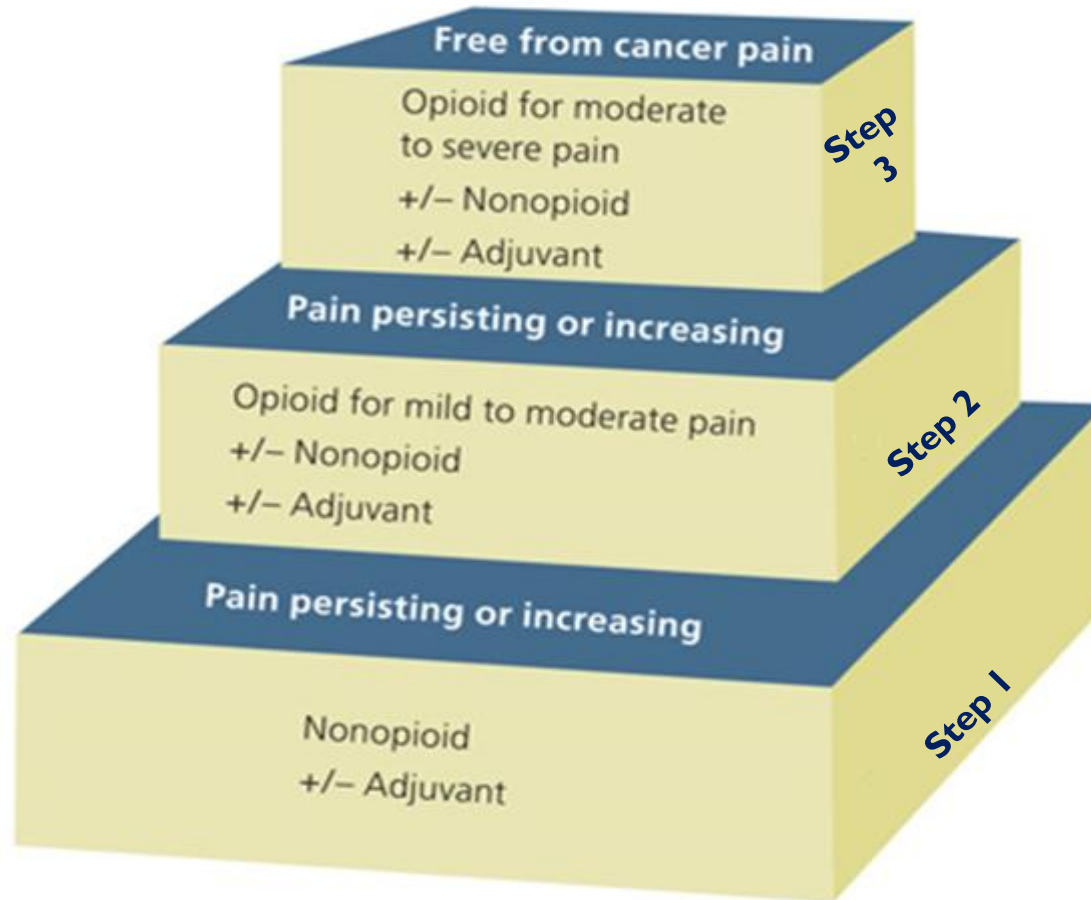 Free from cancer pain
Opioid for moderate
to severe pain
+/– Nonopioid
+/– Adjuvant
Step
3
Pain persisting or increasing
Opioid for mild to moderate pain
+/– Nonopioid
+/– Adjuvant
Step 2
Pain persisting or increasing
Nonopioid
+/– Adjuvant
Step 1